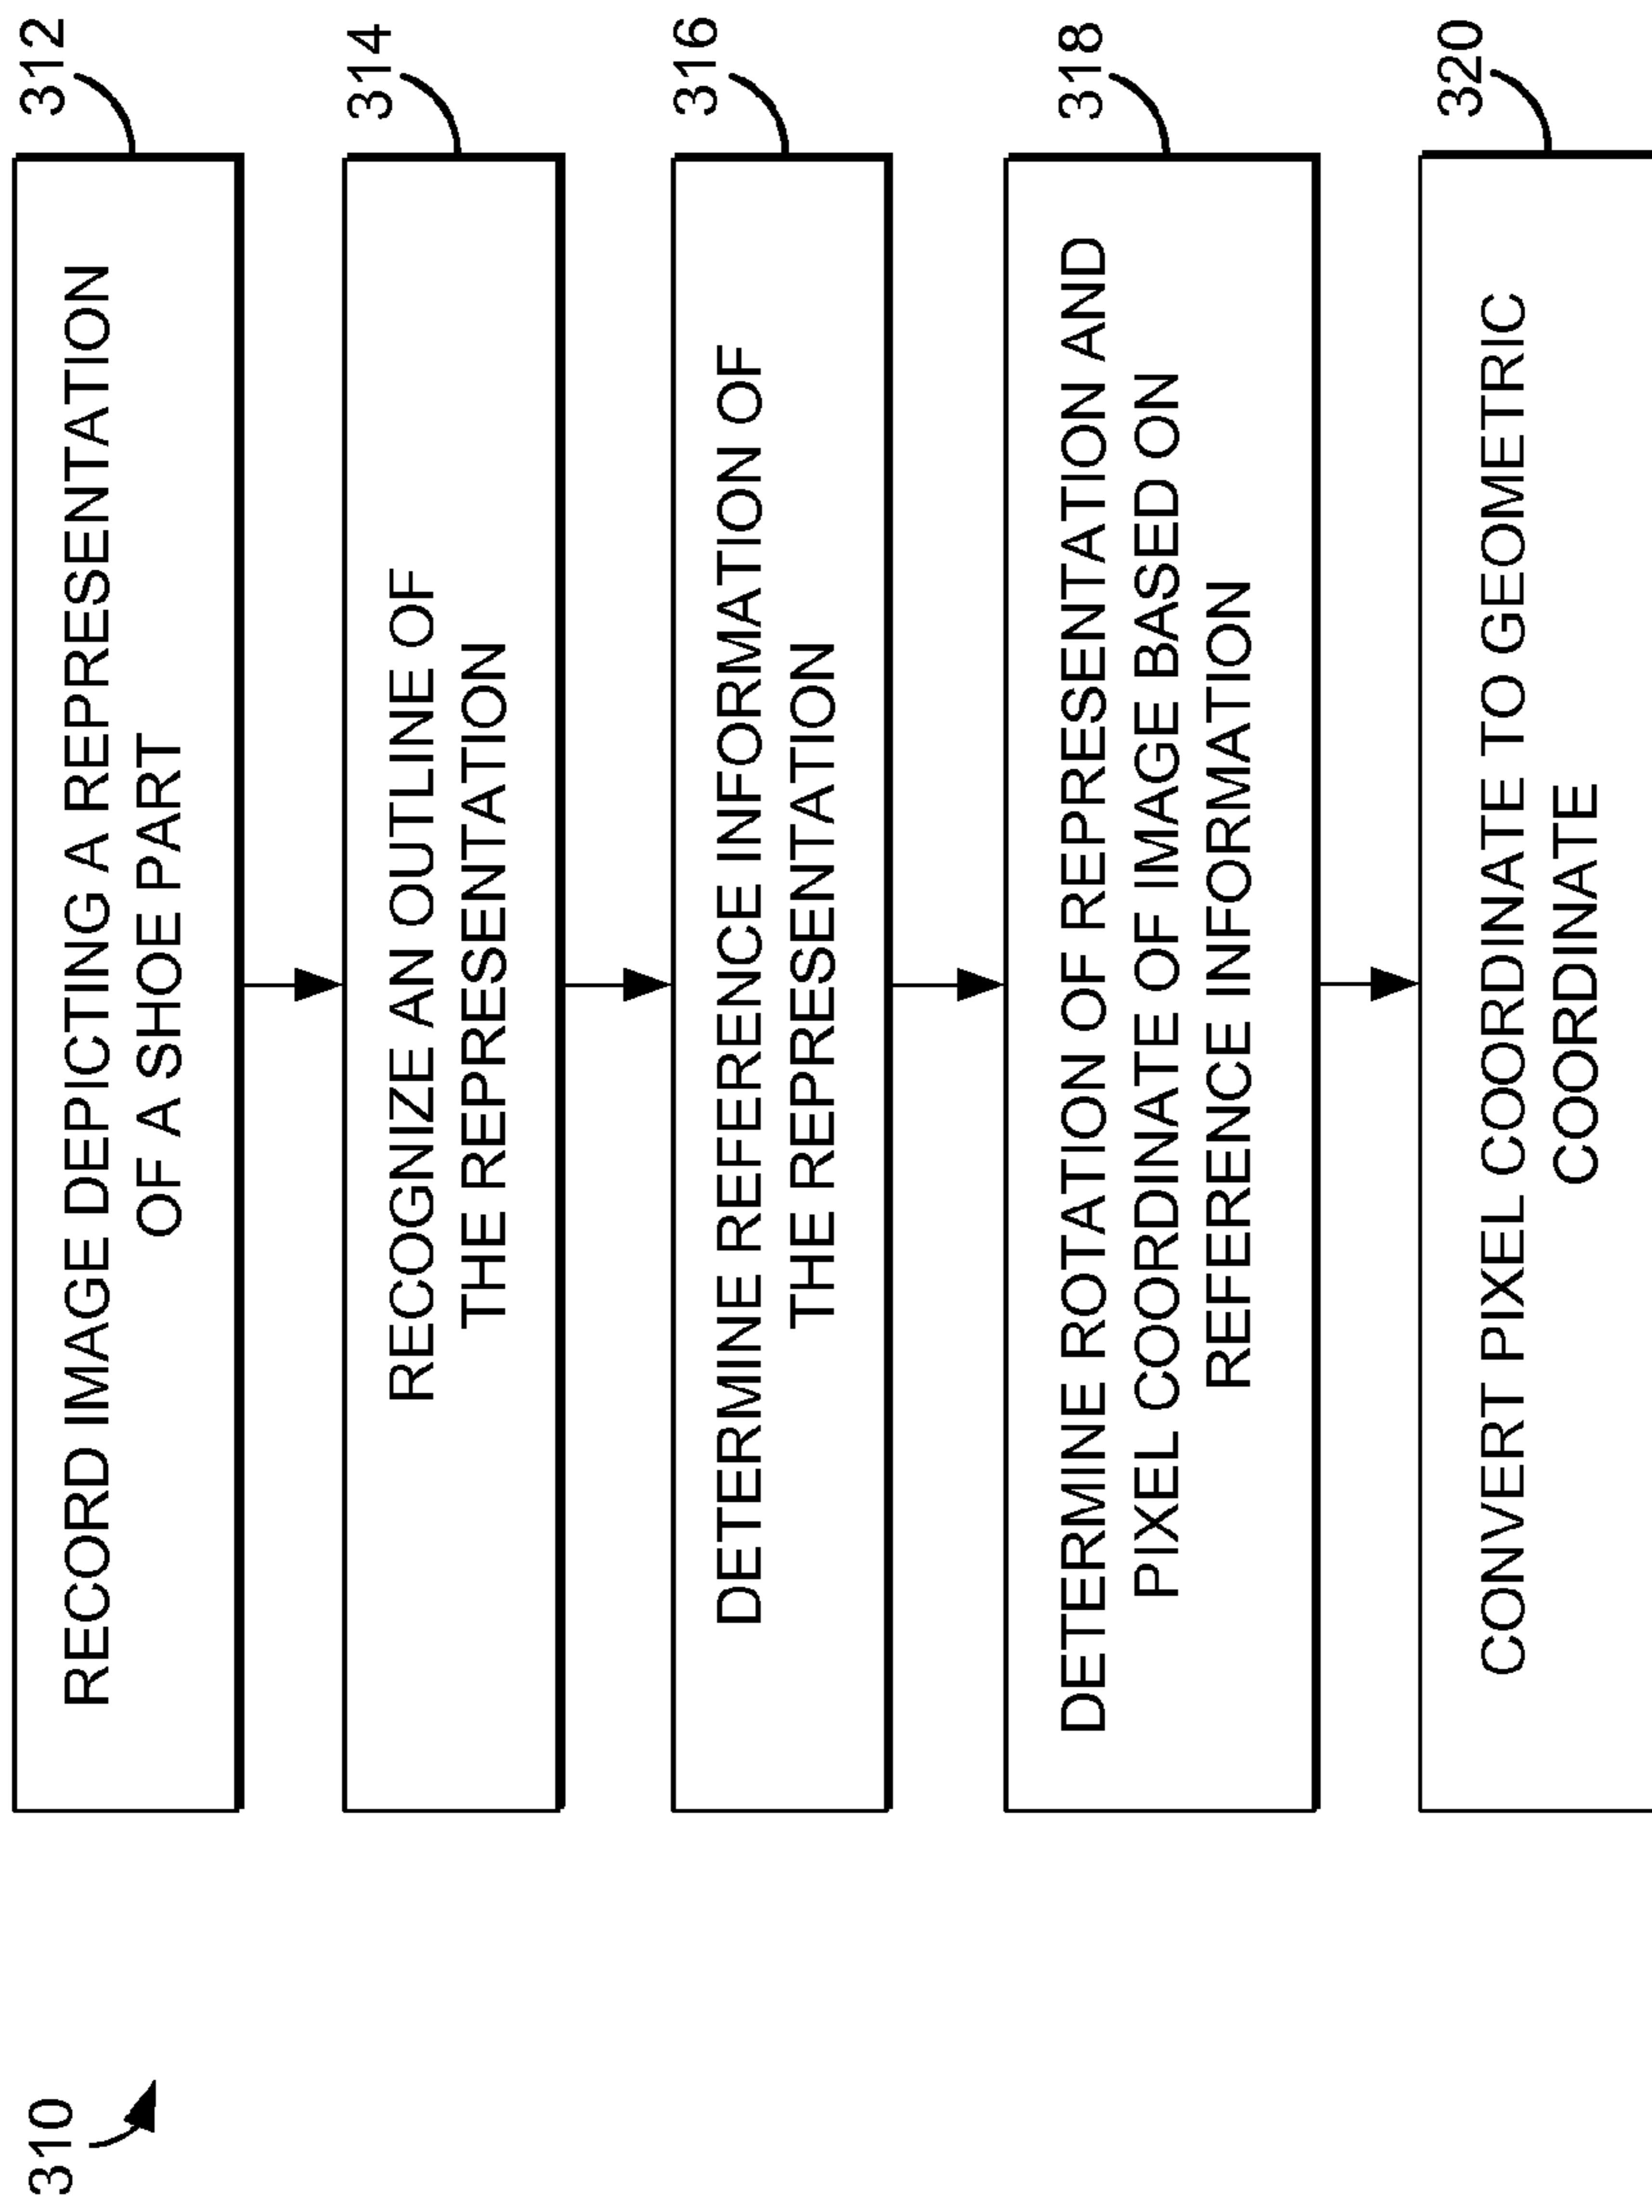 310
312
RECORD IMAGE DEPICTING A REPRESENTATION
OF A SHOE PART
314
RECOGNIZE AN OUTLINE OF
THE REPRESENTATION
316
DETERMINE REFERENCE INFORMATION OF
THE REPRESENTATION
318
DETERMINE ROTATION OF REPRESENTATION AND
PIXEL COORDINATE OF IMAGE BASED ON
REFERENCE INFORMATION
320
CONVERT PIXEL COORDINATE TO GEOMETRIC
COORDINATE